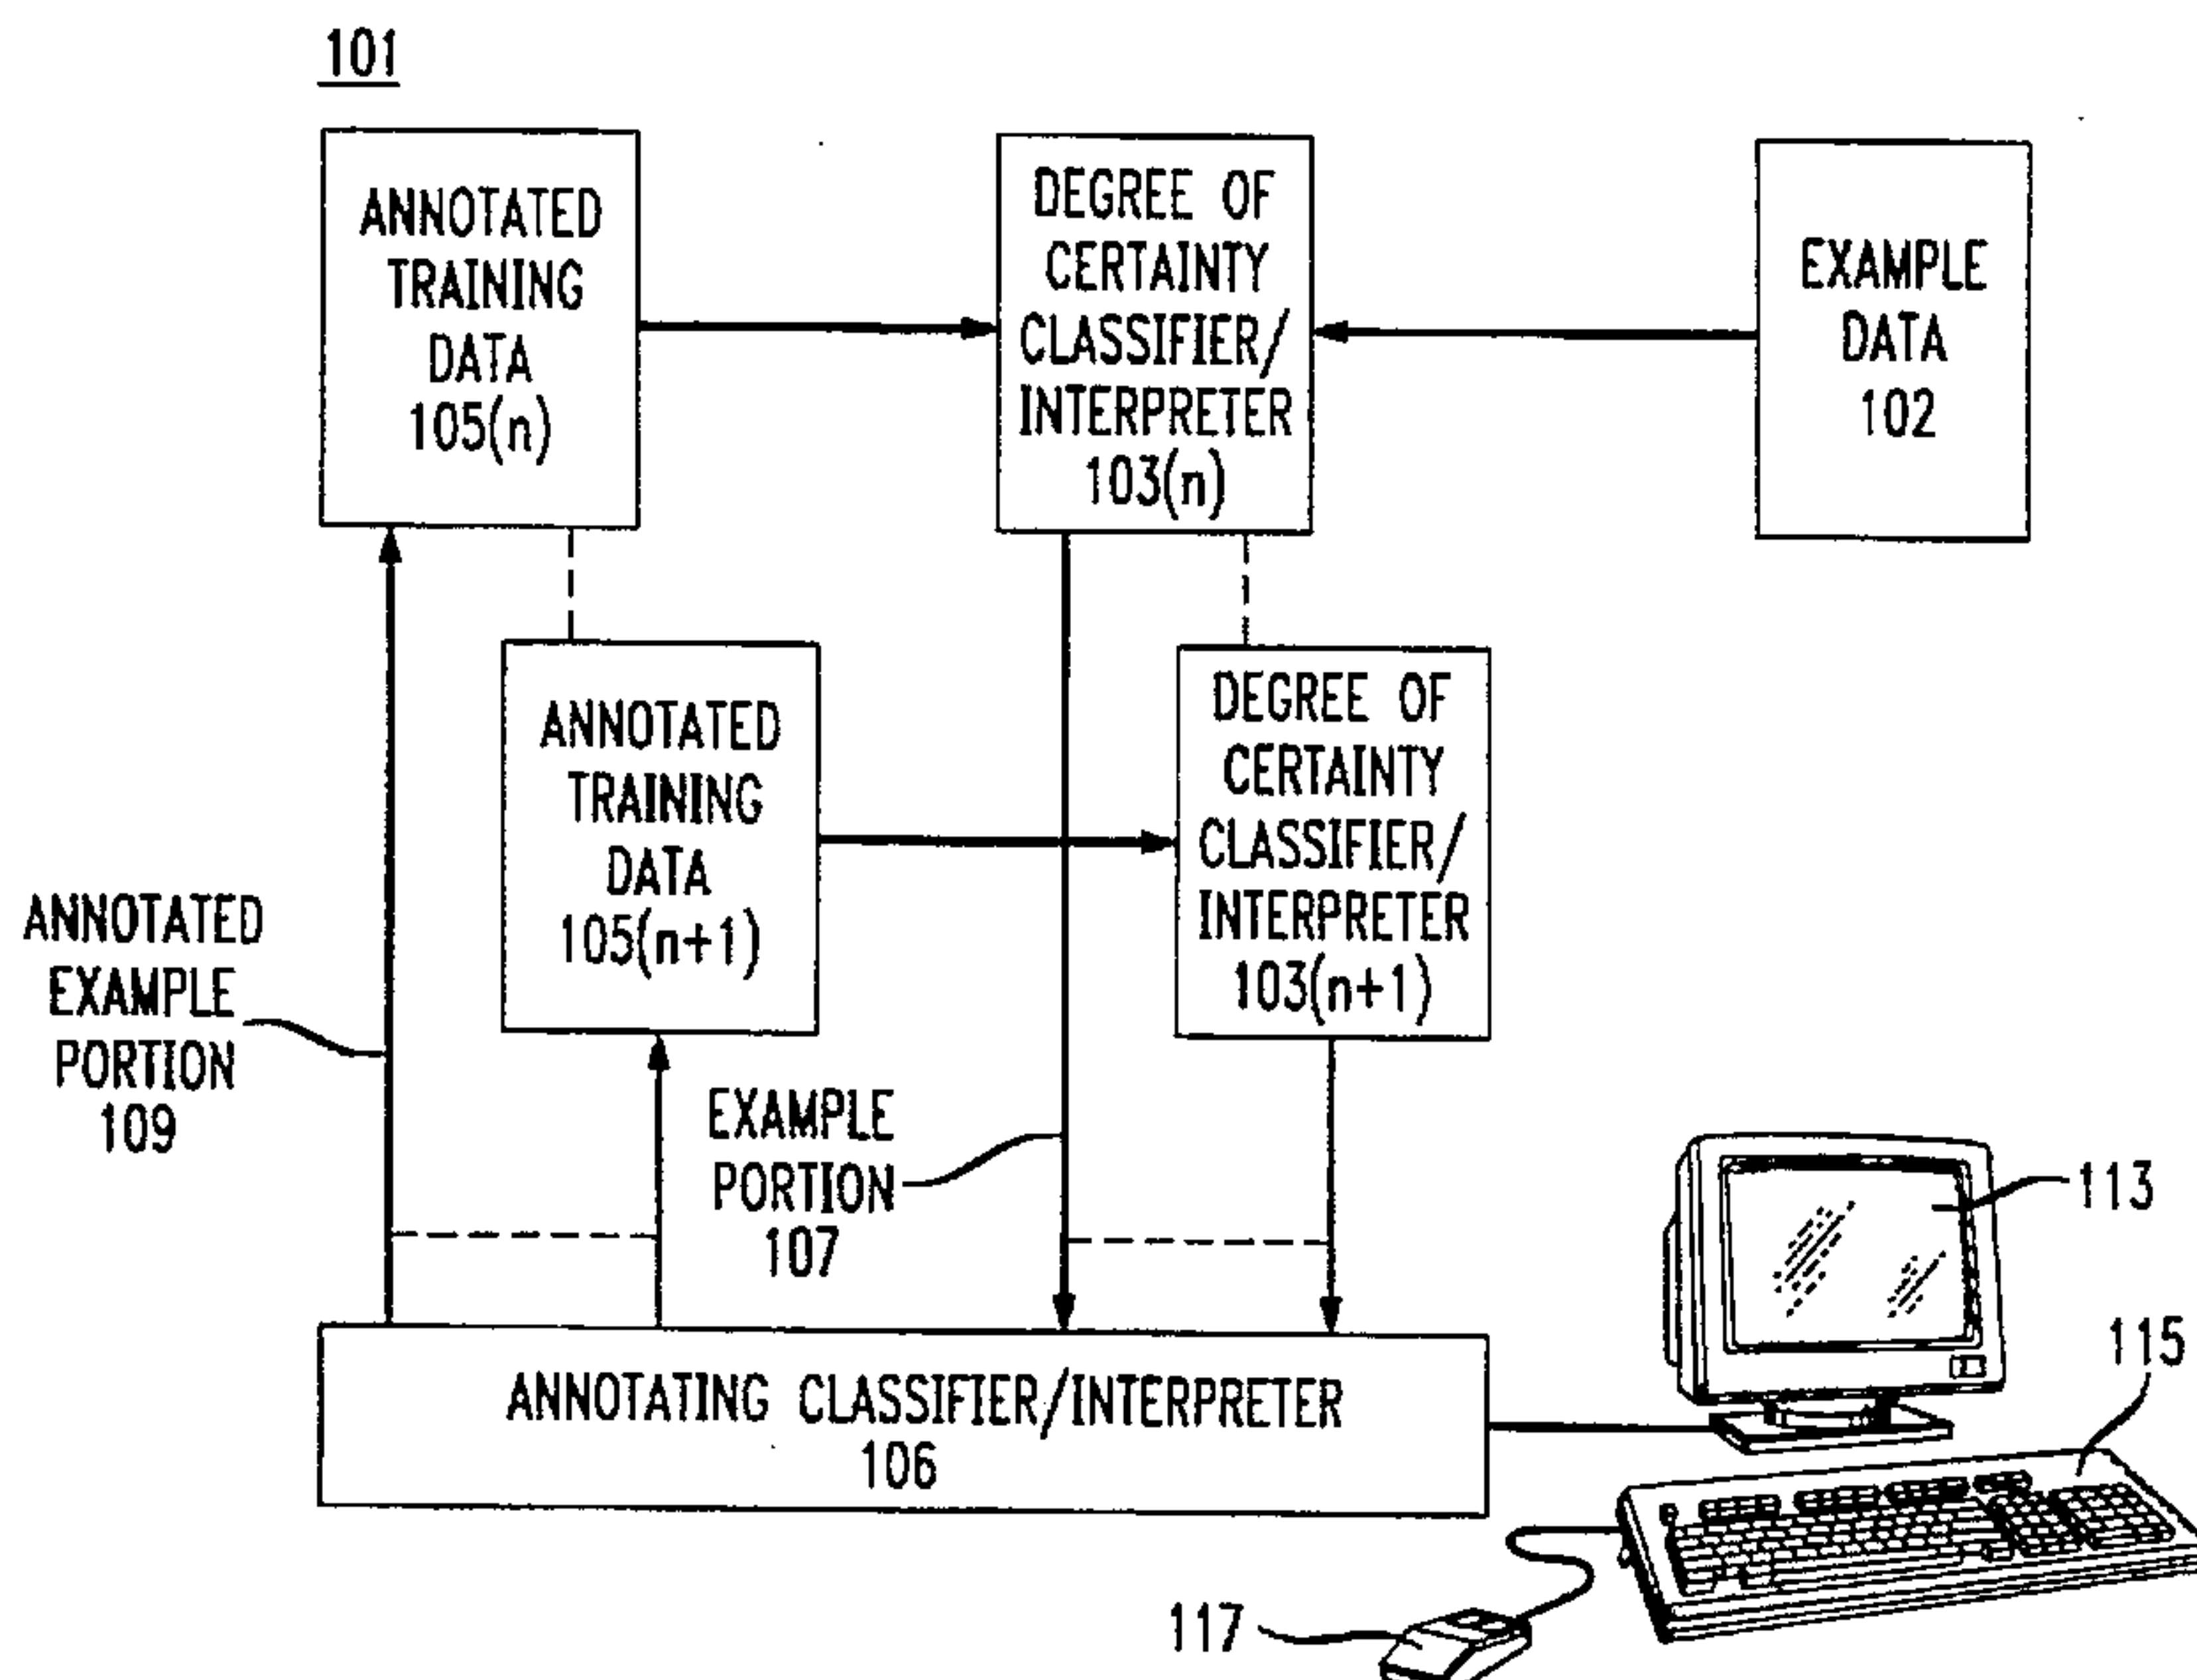 101
ANNOTATED
TRAINING
DATA
105(n)
DEGREE OF
CERTAINTY
CLASSIFIER/
INTERPRETER
103(n)
EXAMPLE
DATA
102
ANNOTATED
TRAINING
DATA
105(n+1)
DEGREE OF
CERTAINTY
CLASSIFIER/
INTERPRETER
103(n+1)
ANNOTATED
EXAMPLE
PORTION
109
EXAMPLE
PORTION
107
113
115
ANNOTATING CLASSIFIER/INTERPRETER
106
117